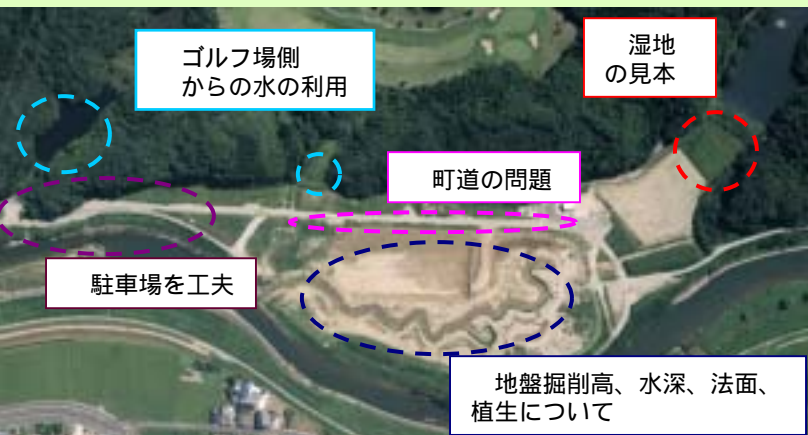 ゴルフ場側
からの水の利用
湿地
の見本
町道の問題
駐車場を工夫
地盤掘削高、水深、法面、
植生について